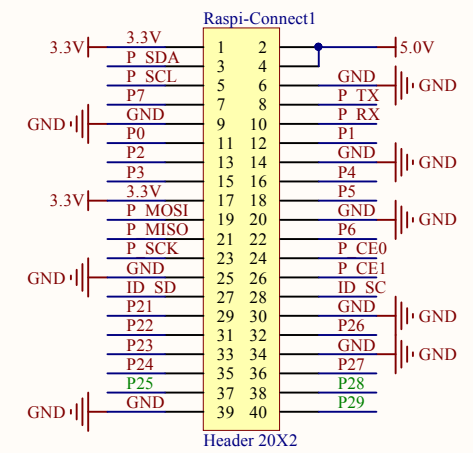 Raspi-Connect1
3.3V 3.3V 1 2 5.0V
P_SDA 3 4
P_SCL 5 6 GND GND
P7 7 8 P_TX
GND GND 9 10 P_RX
P0 11 12 P1
P2 13 14 GND GND
P3 15 16 P4
3.3V 3.3V 17 18 P5
P_MOSI 19 20 GND GND
P_MISO 21 22 P6
P_SCK 23 24 P_CE0
GND GND 25 26 P_CE1
ID_SD 27 28 ID_SC
P21 29 30 GND GND
P22 31 32 P26
P23 33 34 GND GND
P24 35 36 P27
P25 37 38 P28
GND GND 39 40 P29
Header 20X2